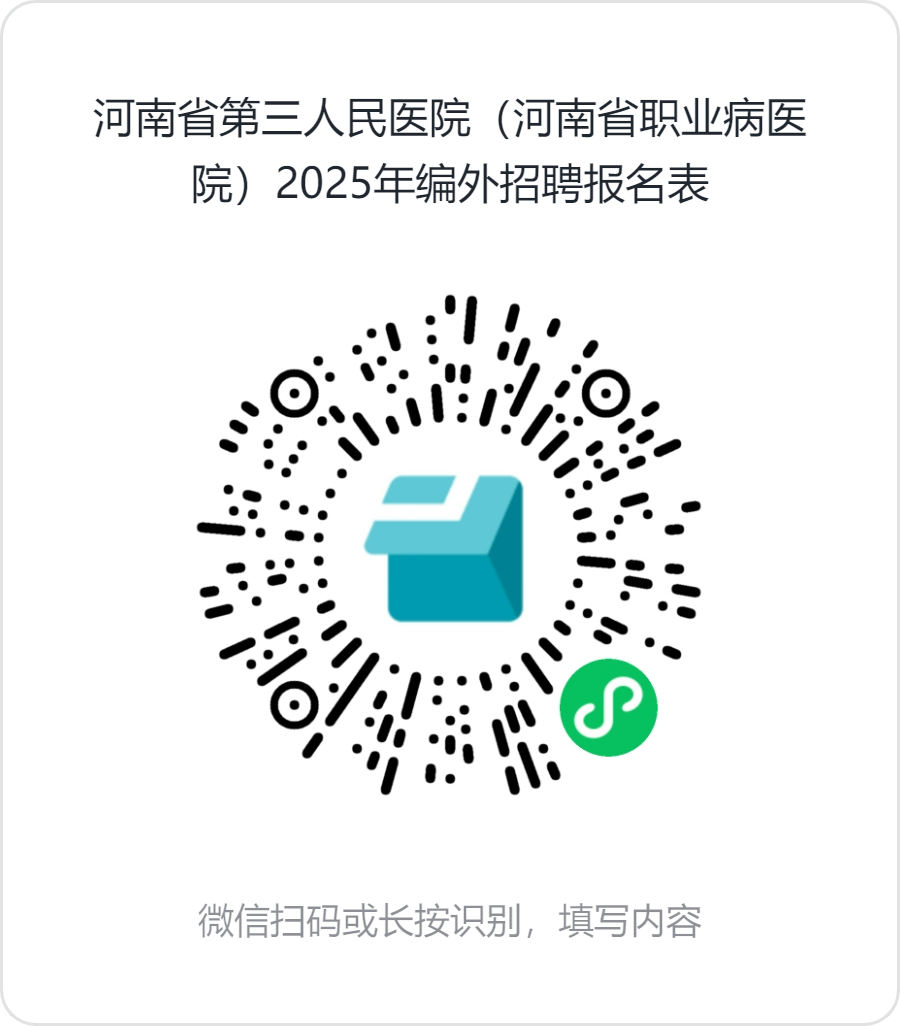 河南省第三人民医院（河南省职业病医
院）2025年编外招聘报名表
微信扫码或长按识别，填写内容